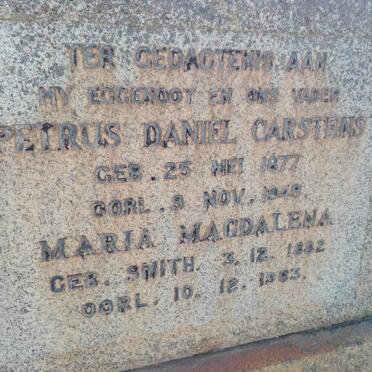 TER GEDAGTENIS AAN
MY EGGENOOT EN ONS VADER
PETRUS DANIEL CARSTENS
GEB. 25 MEI 1877
OORL. 9 NOV. 1949
MARIA MAGDALENA
GEB. SMITH. 3. 12. 1882
OORL. 10. 12. 1963.